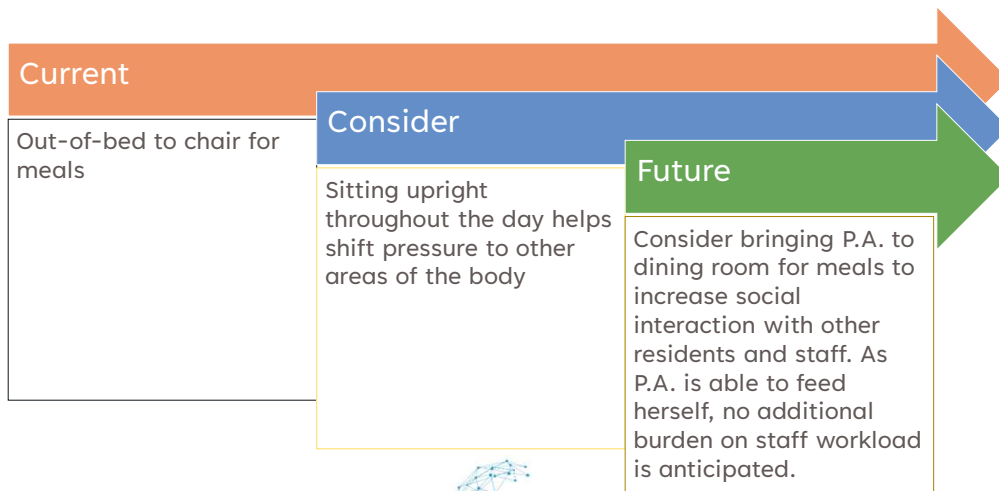 Current
Out-of-bed to chair for
meals
Consider
Sitting upright
throughout the day helps
shift pressure to other
areas of the body
Future
Consider bringing P.A. to
dining room for meals to
increase social
interaction with other
residents and staff. As
P.A. is able to feed
herself, no additional
burden on staff workload
is anticipated.